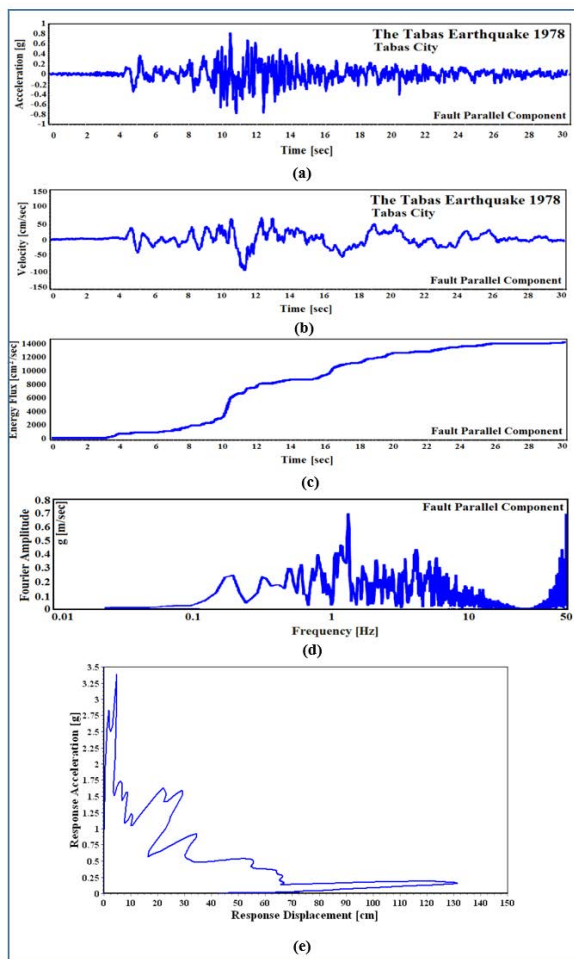 The Tabas Earthquake 1978
Tabas City
Acceleration [g]
1
0.8
0.6
0.4
0.2
0
-0.2
-0.4
-0.6
-0.8
-1
Fault Parallel Component
0 2 4 6 8 10 12 14 16 18 20 22 24 26 28 30
Time [sec]
(a)
The Tabas Earthquake 1978
Tabas City
Velocity [cm/sec]
150
100
50
0
-50
-100
-150
Fault Parallel Component
0 2 4 6 8 10 12 14 16 18 20 22 24 26 28 30
Time [sec]
(b)
Energy Flux [cm²/sec]
14000
12000
10000
8000
6000
4000
2000
0
Fault Parallel Component
0 2 4 6 8 10 12 14 16 18 20 22 24 26 28 30
Time [sec]
(c)
Fault Parallel Component
Fourier Amplitude
g [m/sec]
0.8
0.7
0.6
0.5
0.4
0.3
0.2
0.1
0
0.01 0.1 1 10 50
Frequency [Hz]
(d)
Response Acceleration [g]
3.5
3.25
3
2.75
2.5
2.25
2
1.75
1.5
1.25
1
0.75
0.5
0.25
0
0 10 20 30 40 50 60 70 80 90 100 110 120 130 140 150
Response Displacement [cm]
(e)